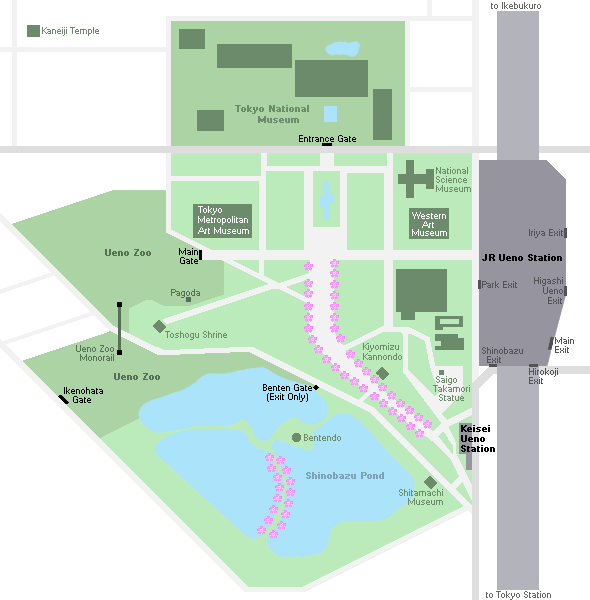 to Ikebukuro
Kaneiji Temple
Tokyo National
Museum
Entrance Gate
National
Science
Museum
Tokyo
Metropolitan
Art Museum
Western
Art
Museum
Iriya Exit
Ueno Zoo
Main
Gate
JR Ueno Station
Park Exit
Higashi
Ueno
Exit
Pagoda
Toshogu Shrine
Ueno Zoo
Monorail
Kiyomizu
Kannondo
Main
Exit
Shinobazu
Exit
Hirokoji
Exit
Ueno Zoo
Ikenohata
Gate
Benten Gate
(Exit Only)
Saigo
Takamori
Statue
Keisei
Ueno
Station
Bentendo
Shinobazu Pond
Shitamachi
Museum
to Tokyo Station